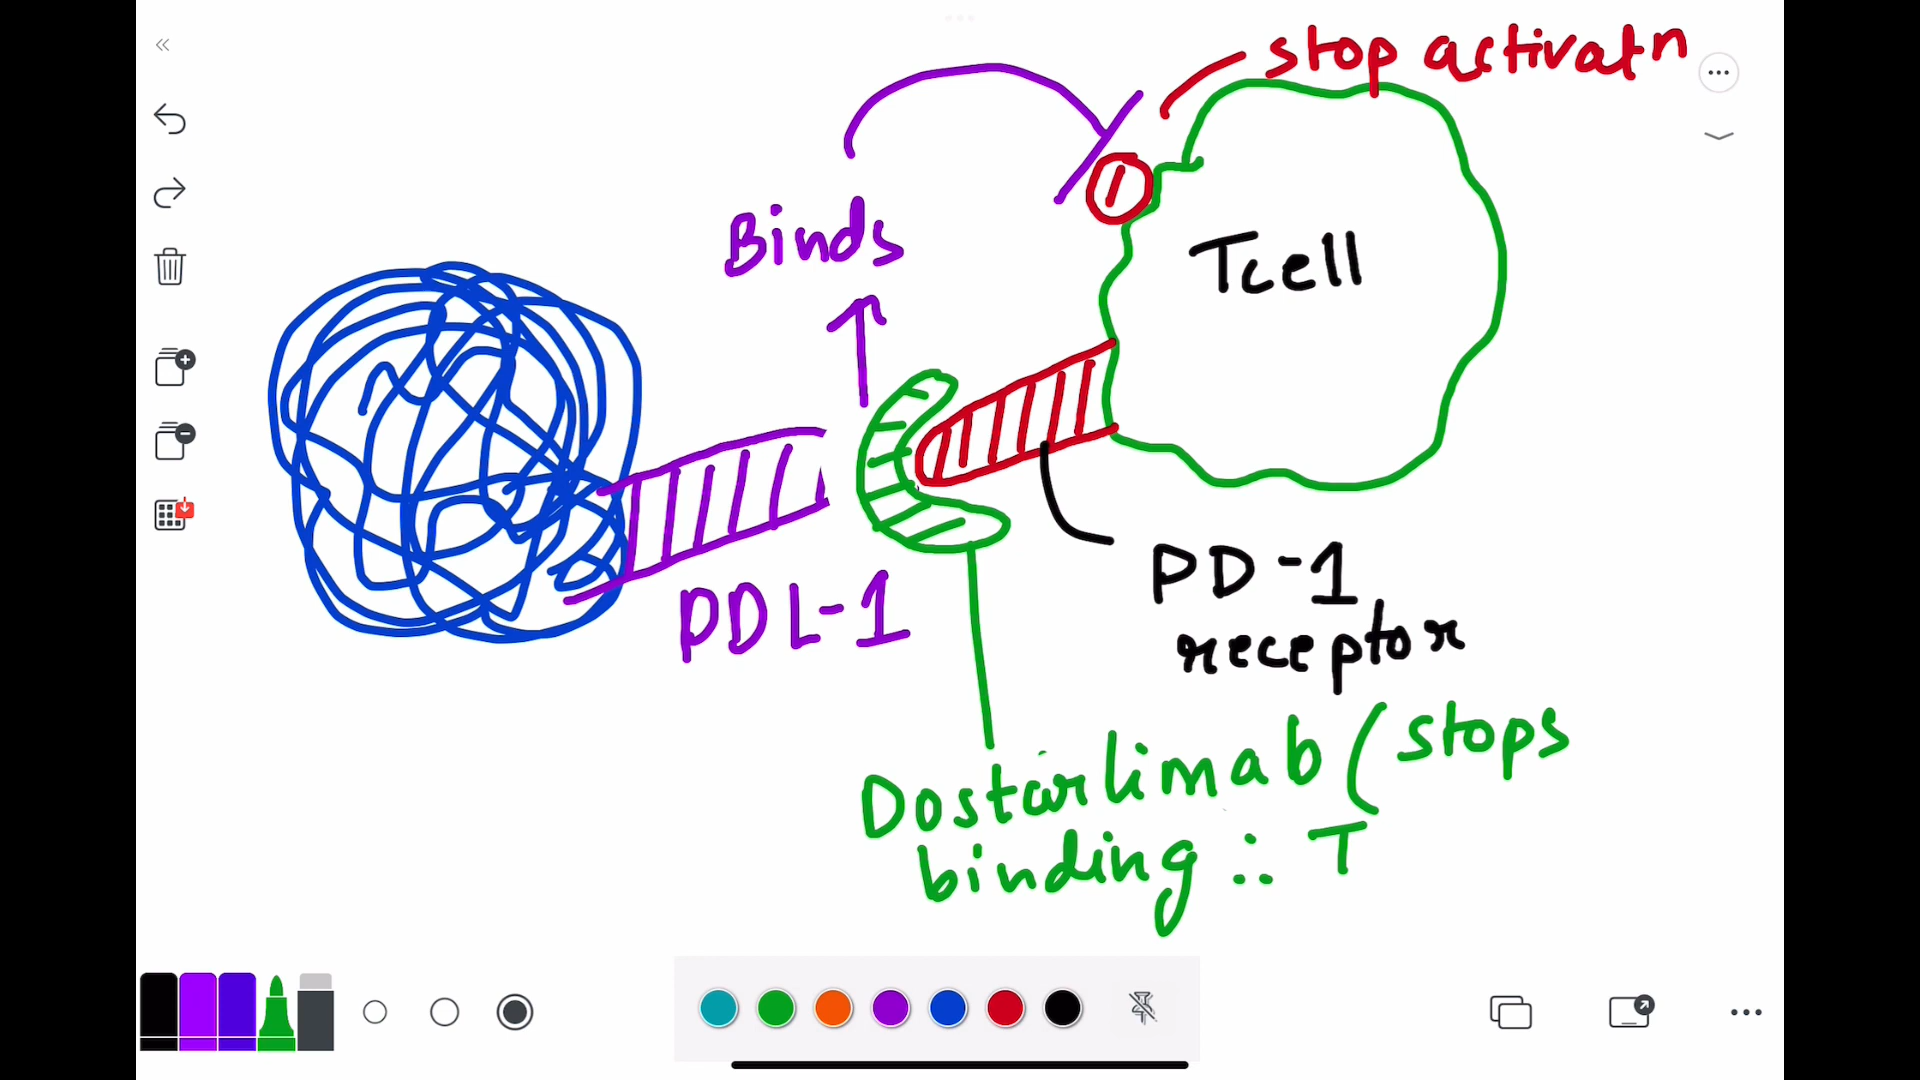 stop activatn
Binds
Tcell
PDL-1
PD-1
receptor
Dostarlimab (stops
binding ∴ T